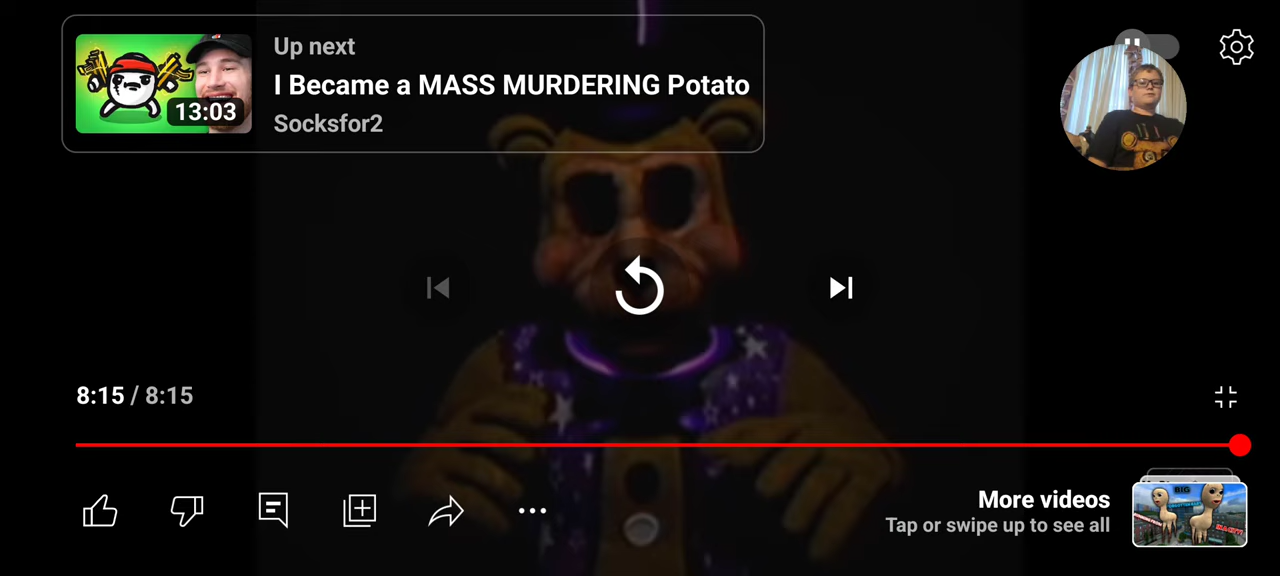 Up next
I Became a MASS MURDERING Potato
13:03
Socksfor2
8:15 / 8:15
More videos
Tap or swipe up to see all
BIG